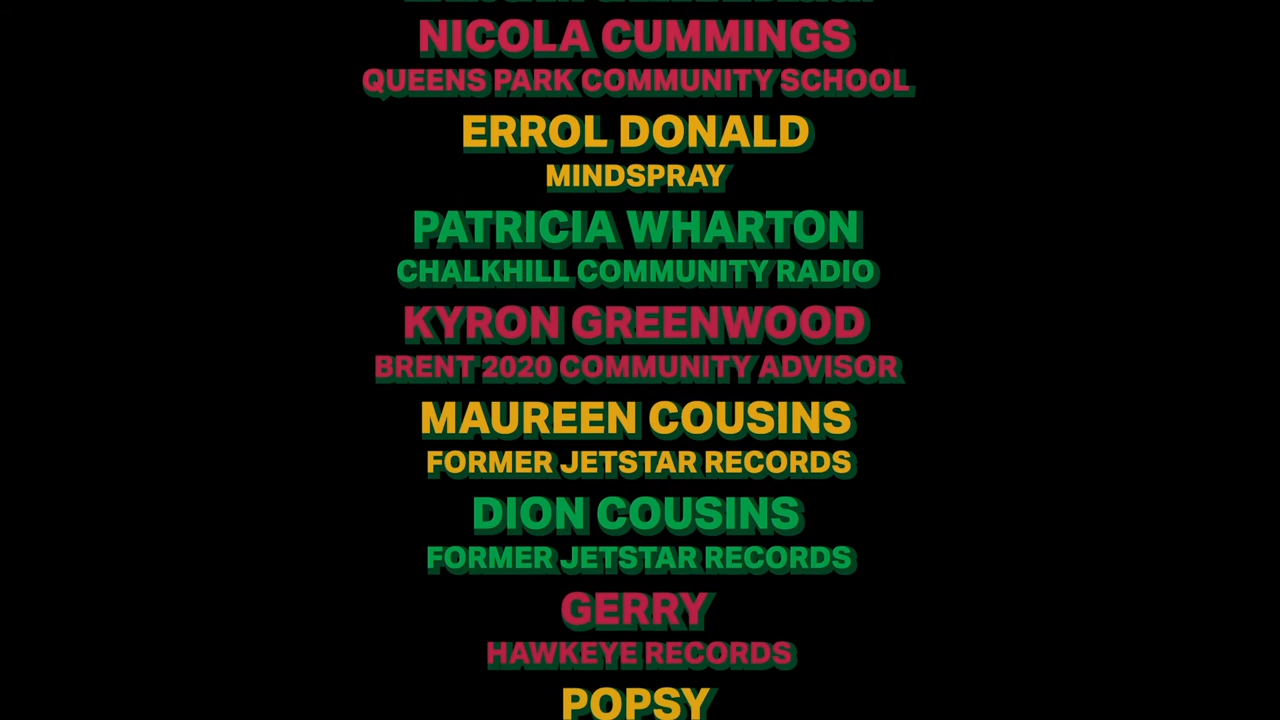 NICOLA CUMMINGS
QUEENS PARK COMMUNITY SCHOOL
ERROL DONALD
MINDSPRAY
PATRICIA WHARTON
CHALKHILL COMMUNITY RADIO
KYRON GREENWOOD
BRENT 2020 COMMUNITY ADVISOR
MAUREEN COUSINS
FORMER JETSTAR RECORDS
DION COUSINS
FORMER JETSTAR RECORDS
GERRY
HAWKEYE RECORDS
POPSY